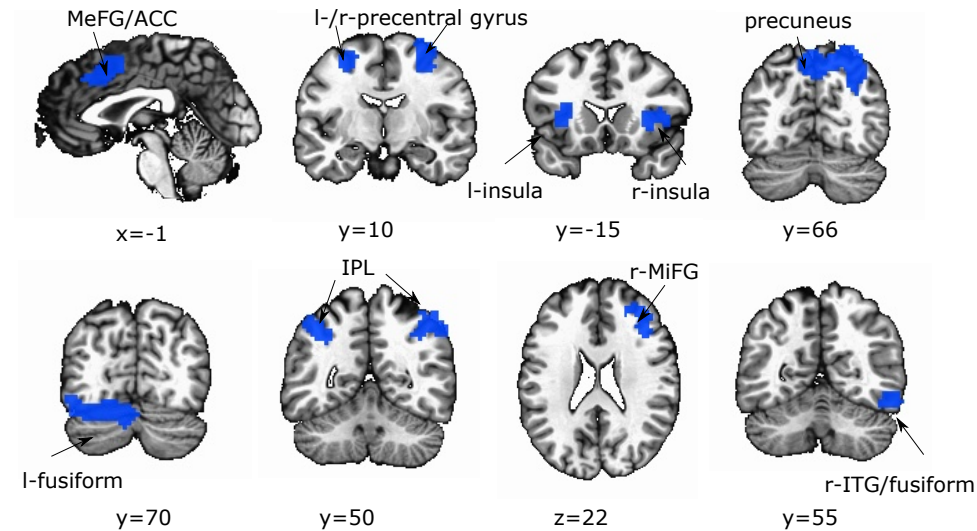 MeFG/ACC
l-/r-precentral gyrus
precuneus
l-insula
r-insula
x=-1
y=10
y=-15
y=66
IPL
r-MiFG
l-fusiform
r-ITG/fusiform
y=70
y=50
z=22
y=55